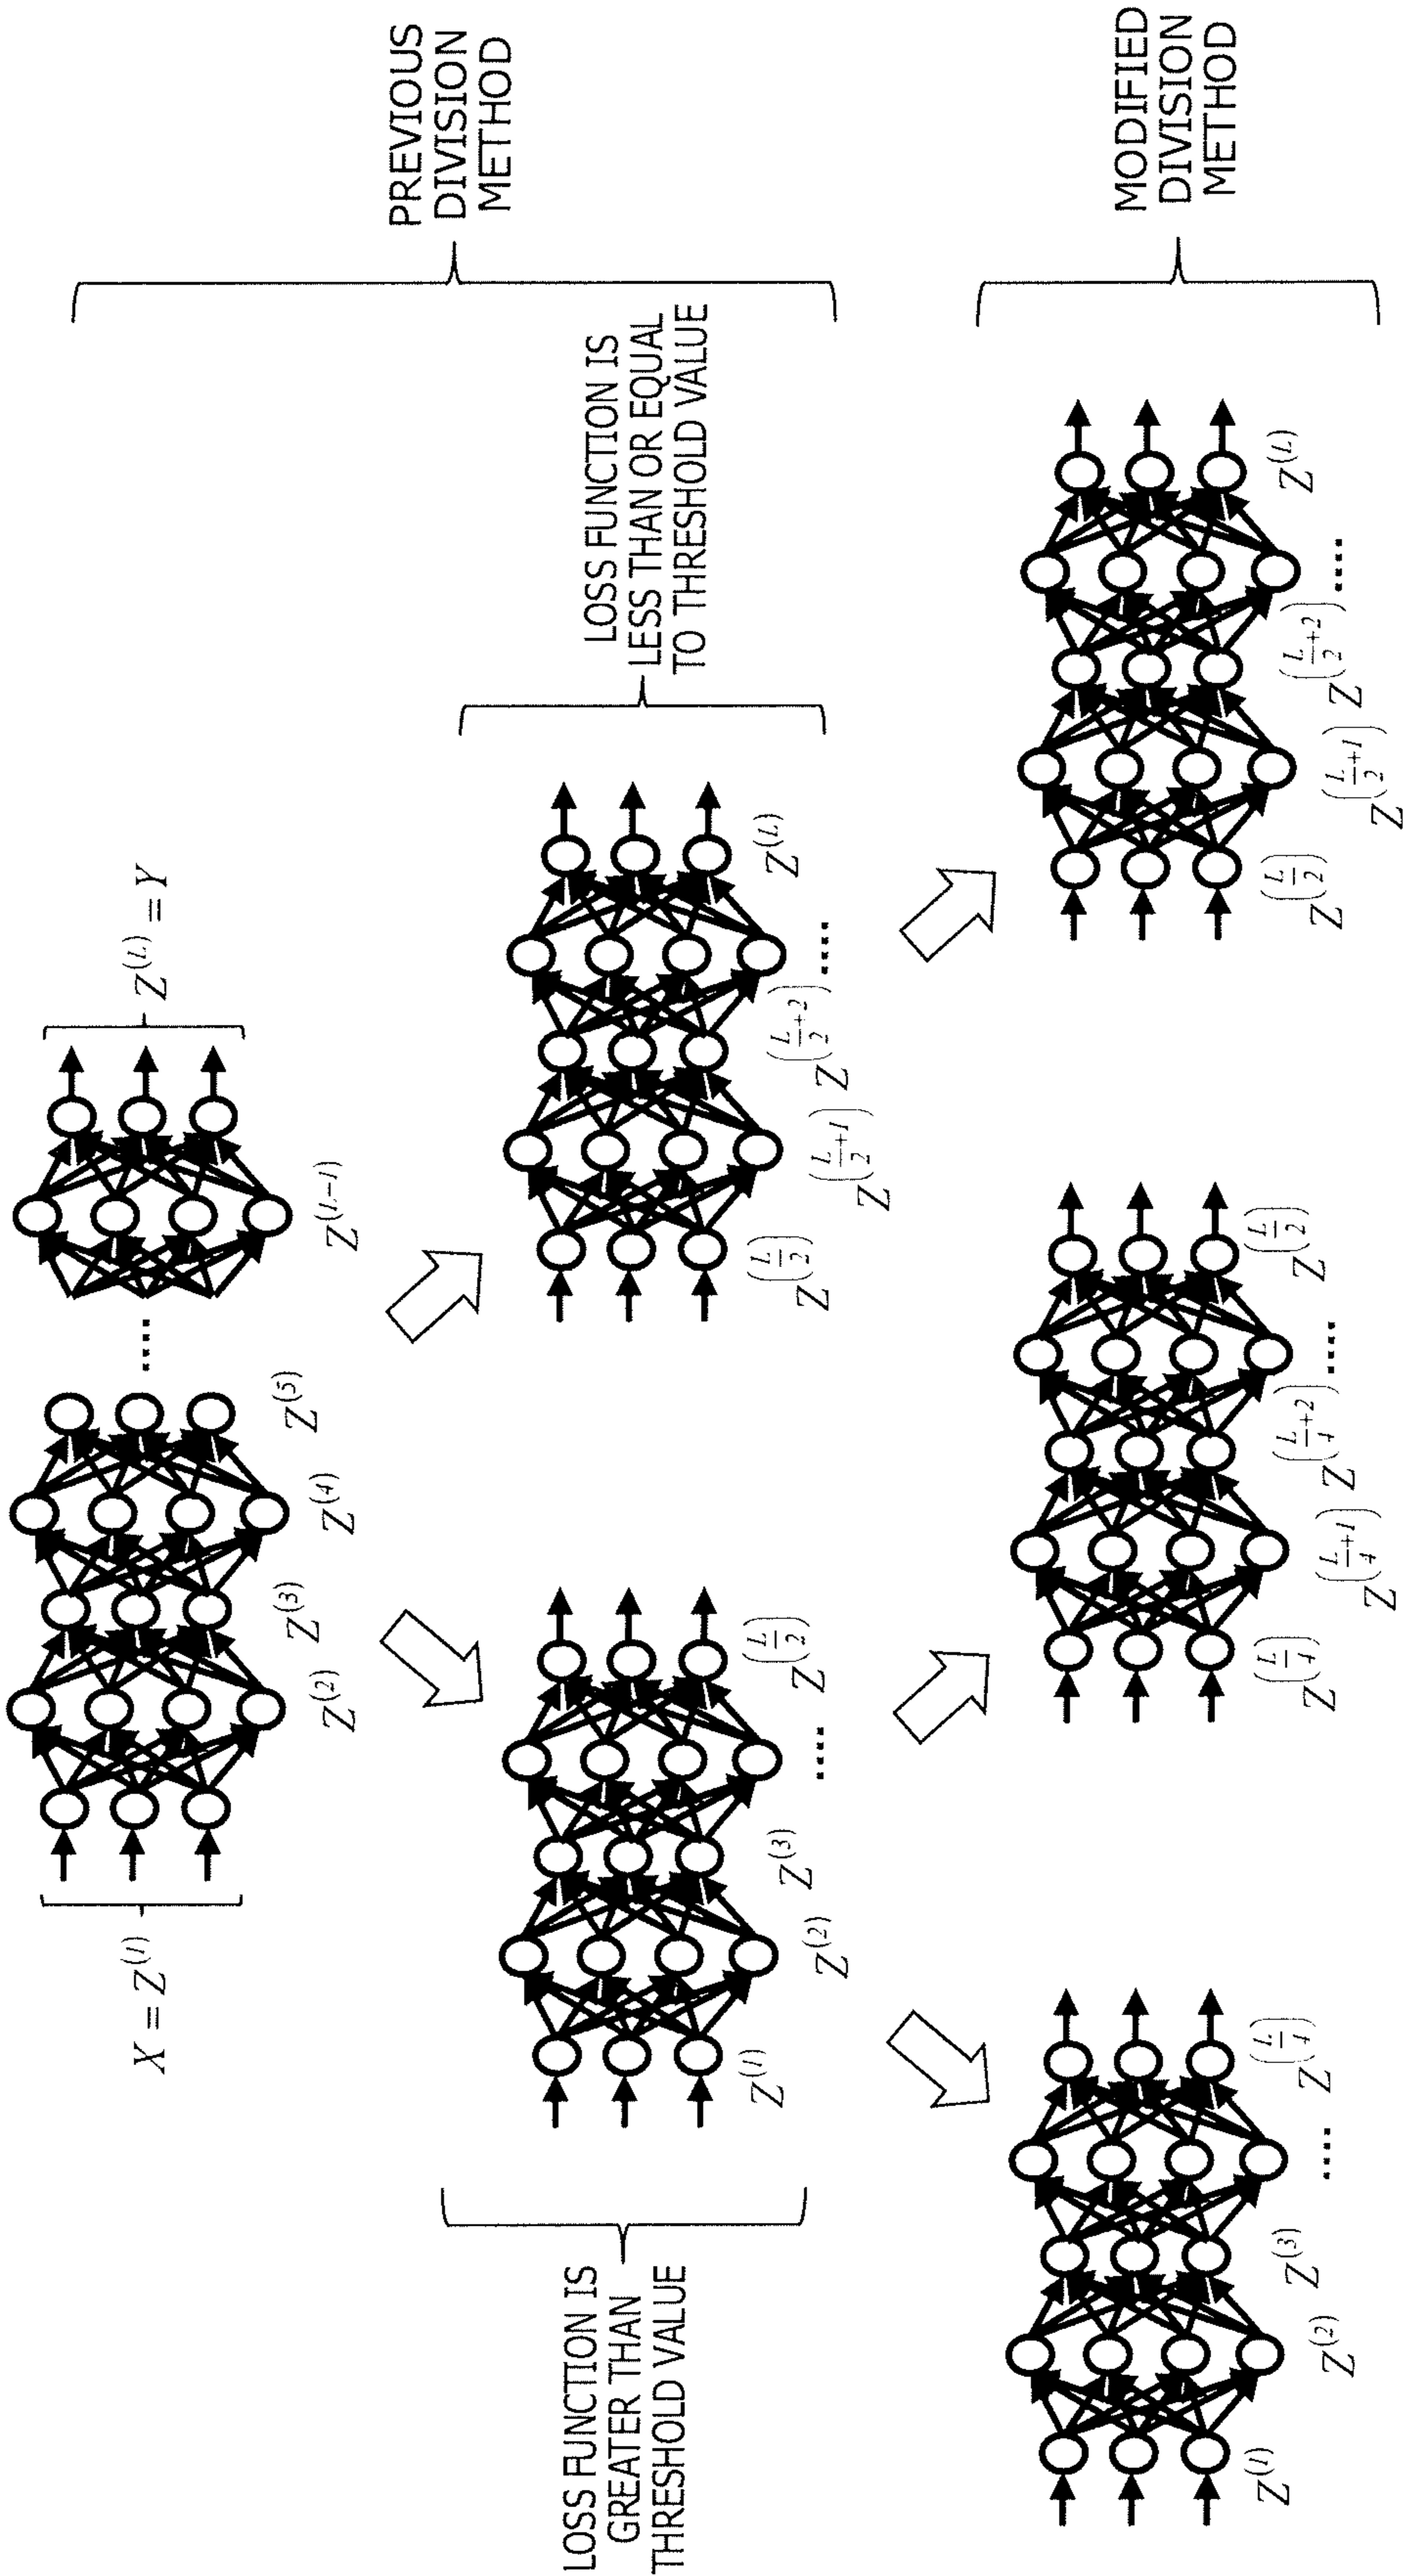 X = Z^(1)
Z^(2)
Z^(3)
Z^(4)
Z^(5)
....
Z^(L-1)
Z^(L) = Y
PREVIOUS
DIVISION
METHOD
LOSS FUNCTION IS
GREATER THAN
THRESHOLD VALUE
Z^(1)
Z^(2)
Z^(3)
....
Z^(L/2)
Z^(L/2)
Z^(L/2+1)
Z^(L/2+2)
....
Z^(L)
LOSS FUNCTION IS
LESS THAN OR EQUAL
TO THRESHOLD VALUE
Z^(1)
Z^(2)
Z^(3)
....
Z^(L/4)
Z^(L/4)
Z^(L/4+1)
Z^(L/4+2)
....
Z^(L/2)
Z^(L/2)
Z^(L/2+1)
Z^(L/2+2)
....
Z^(L)
MODIFIED
DIVISION
METHOD